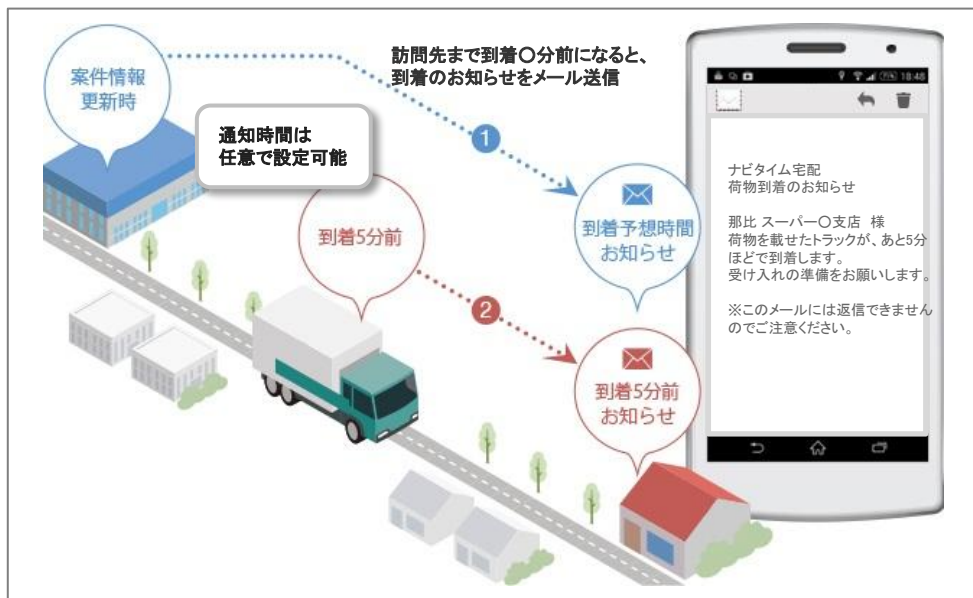 案件情報
更新時
訪問先まで到着〇分前になると、
到着のお知らせをメール送信
通知時間は
任意で設定可能
1
到着5分前
到着予想時間
お知らせ
2
到着5分前
お知らせ
71%
18:48
ナビタイム宅配
荷物到着のお知らせ
那比 スーパー〇支店 様
荷物を載せたトラックが、あと5分
ほどで到着します。
受け入れの準備をお願いします。
※このメールには返信できません
のでご注意ください。